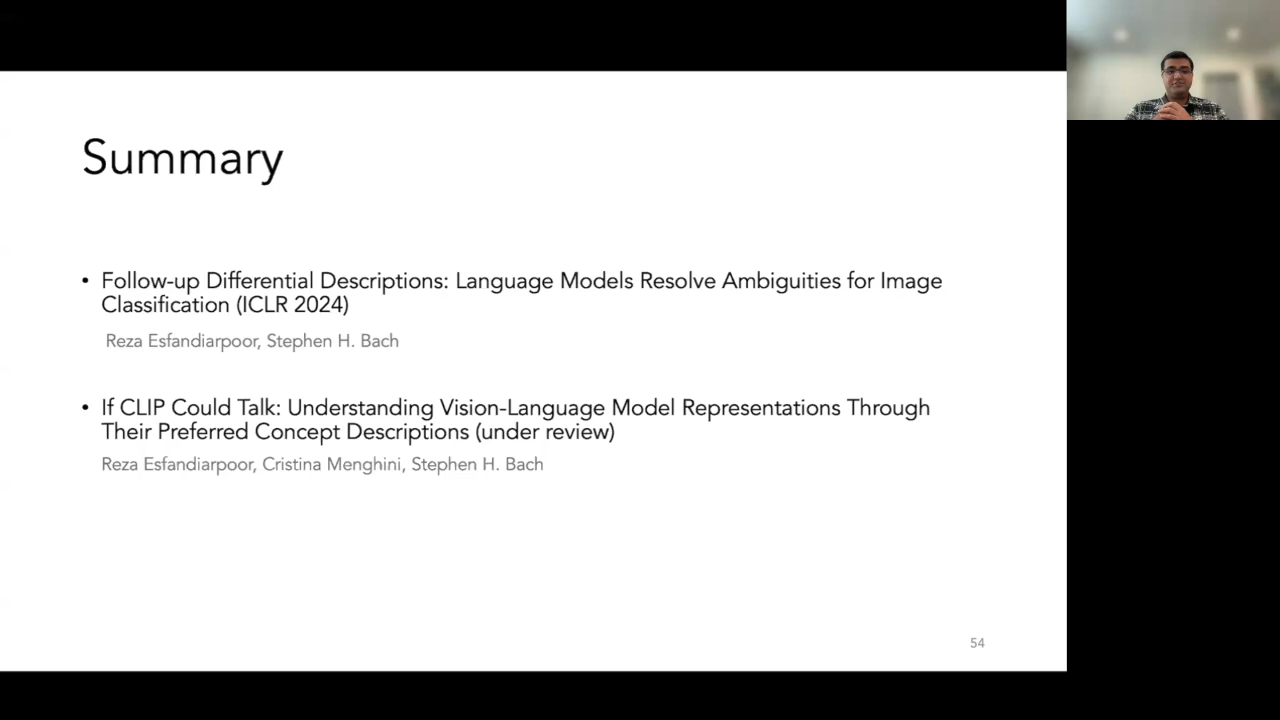 Summary
• Follow-up Differential Descriptions: Language Models Resolve Ambiguities for Image
Classification (ICLR 2024)
Reza Esfandiarpoor, Stephen H. Bach
• If CLIP Could Talk: Understanding Vision-Language Model Representations Through
Their Preferred Concept Descriptions (under review)
Reza Esfandiarpoor, Cristina Menghini, Stephen H. Bach
54